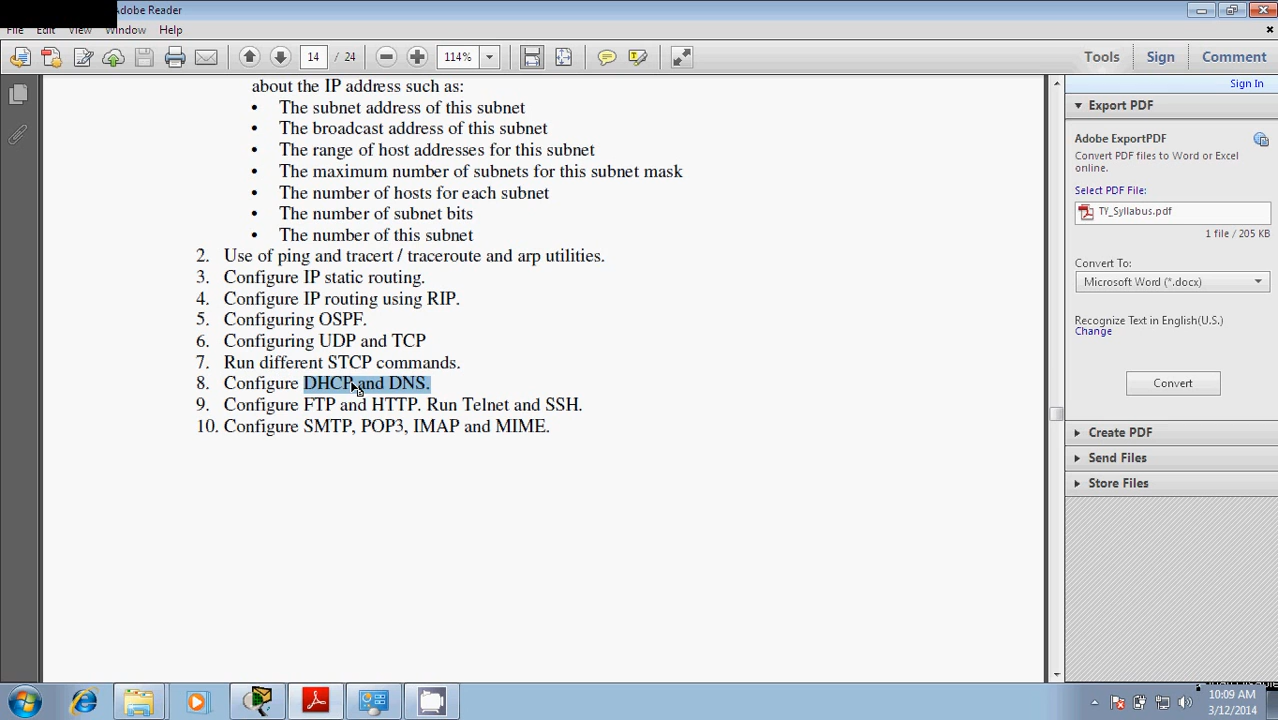 Adobe Reader
File Edit View Window Help
14 / 24 114% Tools Sign Comment
Sign In
about the IP address such as:
• The subnet address of this subnet
• The broadcast address of this subnet
• The range of host addresses for this subnet
• The maximum number of subnets for this subnet mask
• The number of hosts for each subnet
• The number of subnet bits
• The number of this subnet
2. Use of ping and tracert / traceroute and arp utilities.
3. Configure IP static routing.
4. Configure IP routing using RIP.
5. Configuring OSPF.
6. Configuring UDP and TCP
7. Run different STCP commands.
8. Configure DHCP and DNS.
9. Configure FTP and HTTP. Run Telnet and SSH.
10. Configure SMTP, POP3, IMAP and MIME.
Export PDF
Adobe ExportPDF
Convert PDF files to Word or Excel
online.
Select PDF File:
TY_Syllabus.pdf
1 file / 205 KB
Convert To:
Microsoft Word (*.docx)
Recognize Text in English(U.S.)
Change
Convert
Create PDF
Send Files
Store Files
10:09 AM
3/12/2014